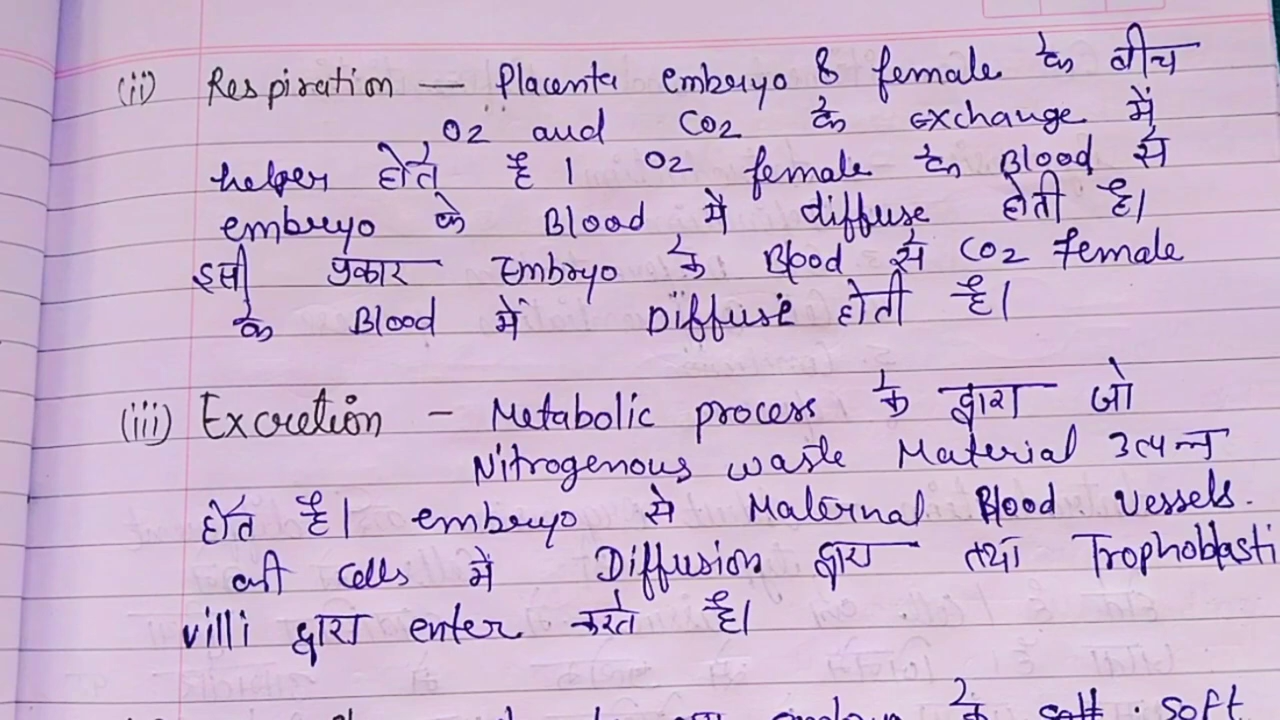 (ii) Respiration — Placenta embryo & female के बीच
O2 and CO2 के exchange में
helper होते है। O2 female के Blood से
embryo के Blood में diffuse होती है।
इसी प्रकार Embryo के Blood से CO2 female
के Blood में Diffuse होती है।
(iii) Excretion - Metabolic process के द्वारा जो
Nitrogenous waste Material उत्पन्न
होते है। embryo से Maternal Blood vessels.
की cells में Diffusion द्वारा तथा Trophoblasti
villi द्वारा enter करते है।
के soft